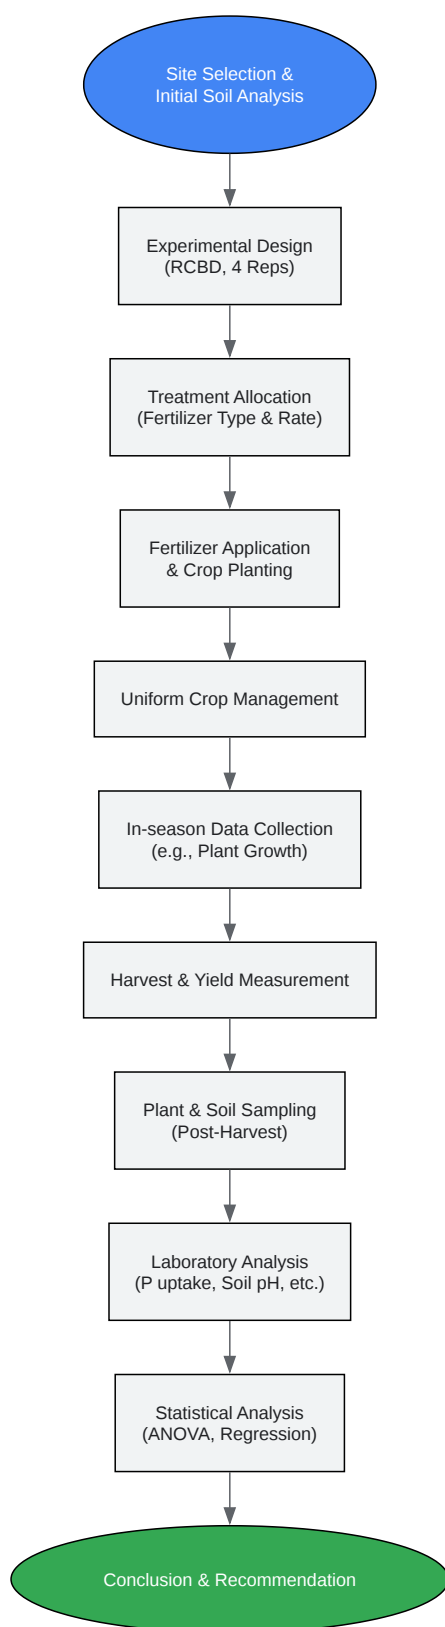 Site Selection &
Initial Soil Analysis
Experimental Design
(RCBD, 4 Reps)
Treatment Allocation
(Fertilizer Type & Rate)
Fertilizer Application
& Crop Planting
Uniform Crop Management
In-season Data Collection
(e.g., Plant Growth)
Harvest & Yield Measurement
Plant & Soil Sampling
(Post-Harvest)
Laboratory Analysis
(P uptake, Soil pH, etc.)
Statistical Analysis
(ANOVA, Regression)
Conclusion & Recommendation